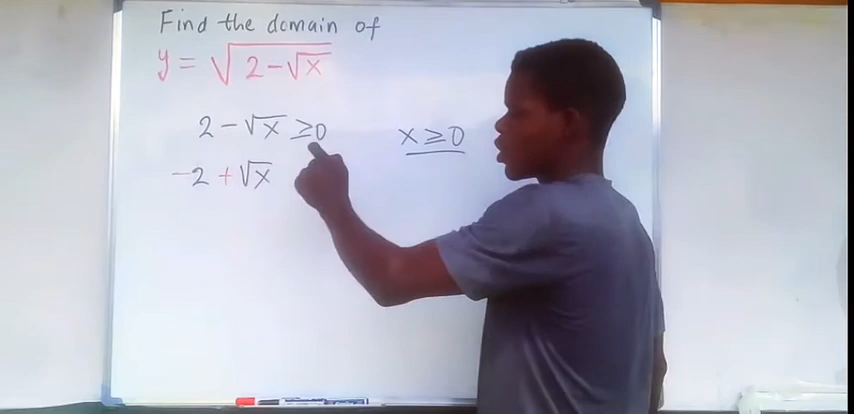 Find the domain of
y = √(2-√x)
2-√x ≥0
x≥0
-2+√x